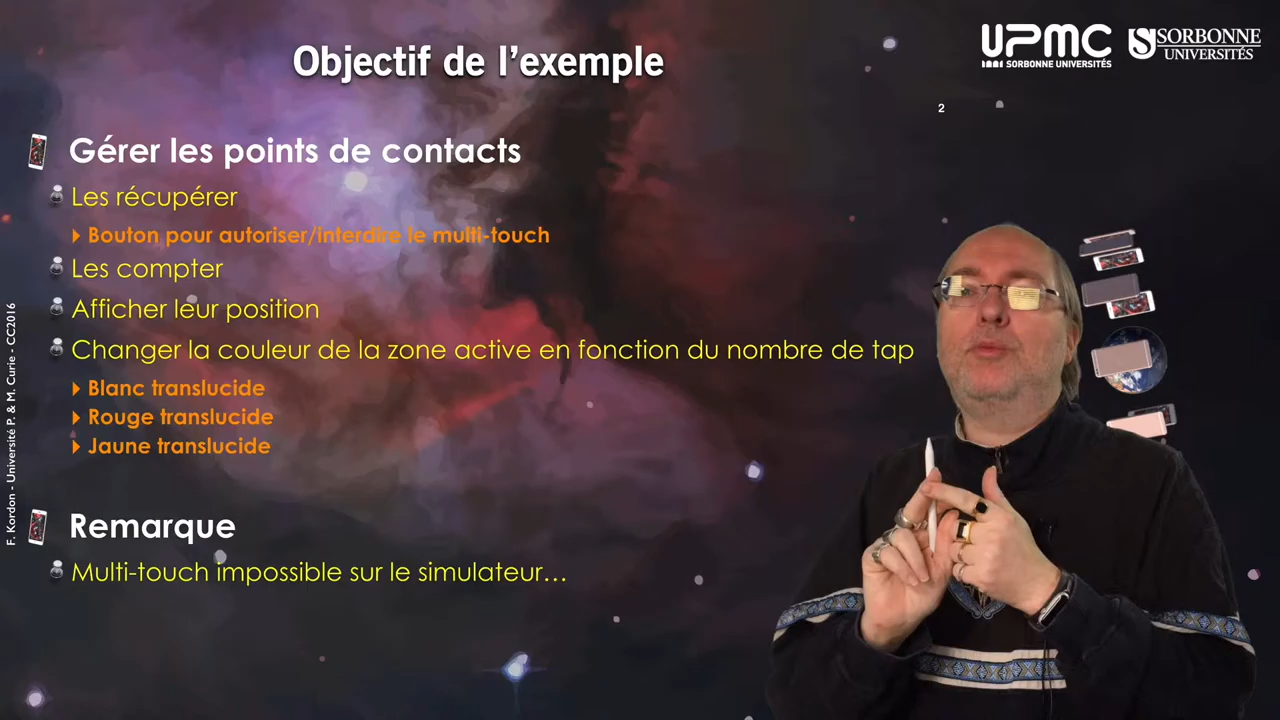 Objectif de l'exemple
UPMC
SORBONNE UNIVERSITÉS
SORBONNE
UNIVERSITÉS
2
Gérer les points de contacts
Les récupérer
Bouton pour autoriser/interdire le multi-touch
Les compter
Afficher leur position
Changer la couleur de la zone active en fonction du nombre de tap
Blanc translucide
Rouge translucide
Jaune translucide
Remarque
Multi-touch impossible sur le simulateur…
F. Kordon - Université P. & M. Curie - CC2016